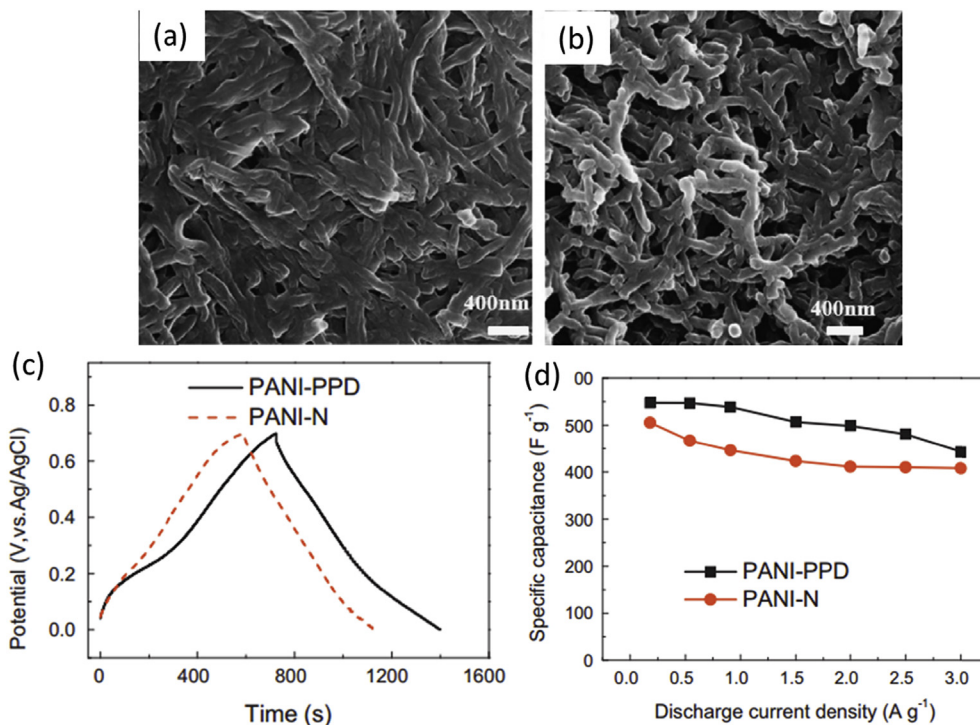 (a)
400nm
(b)
400nm
(c)
PANI-PPD
PANI-N
0.8
0.6
0.4
0.2
0.0
Potential (V,vs.Ag/AgCl)
0 400 800 1200 1600
Time (s)
(d)
00
500
400
300
200
100
00
Specific capacitance (F g⁻¹)
PANI-PPD
PANI-N
0.0 0.5 1.0 1.5 2.0 2.5 3.0
Discharge current density (A g⁻¹)